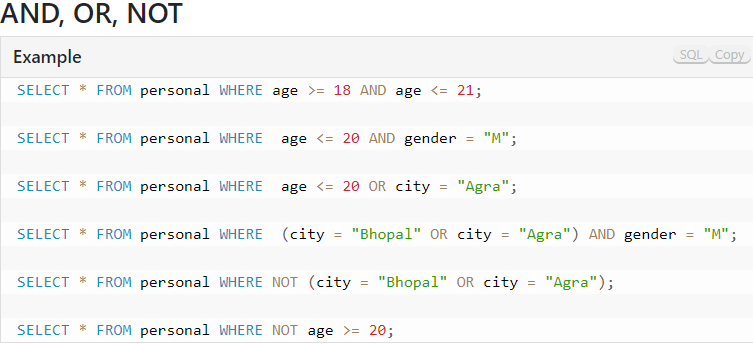 AND, OR, NOT
Example
SQL Copy
SELECT * FROM personal WHERE age >= 18 AND age <= 21;
SELECT * FROM personal WHERE  age <= 20 AND gender = "M";
SELECT * FROM personal WHERE  age <= 20 OR city = "Agra";
SELECT * FROM personal WHERE  (city = "Bhopal" OR city = "Agra") AND gender = "M";
SELECT * FROM personal WHERE NOT (city = "Bhopal" OR city = "Agra");
SELECT * FROM personal WHERE NOT age >= 20;